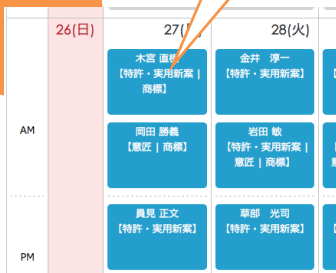 26(日)
27(
28(火)
AM
木宮 直
【特許・実用新案 |
商標】
金井 淳一
【特許・実用新案】
岡田 勝義
【意匠 | 商標】
岩田 敏
【特許・実用新案 |
意匠 | 商標】
PM
員見 正文
【特許・実用新案】
草部 光司
【特許・実用新案】